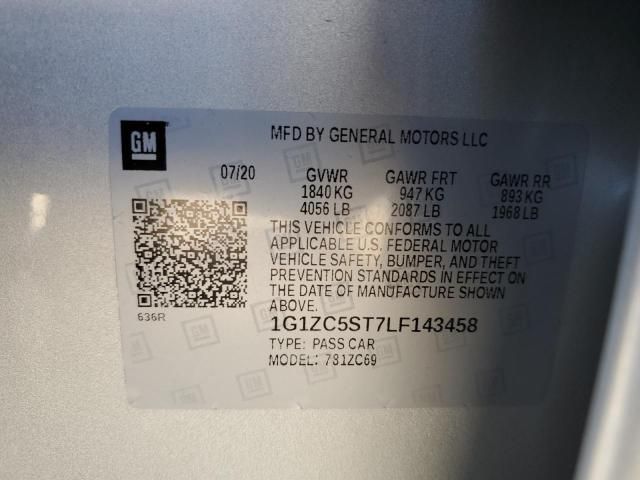 GM
MFD BY GENERAL MOTORS LLC
07/20 GVWR GAWR FRT GAWR RR
1840 KG 947 KG 893 KG
4056 LB 2087 LB 1968 LB
THIS VEHICLE CONFORMS TO ALL
APPLICABLE U.S. FEDERAL MOTOR
VEHICLE SAFETY, BUMPER, AND THEFT
PREVENTION STANDARDS IN EFFECT ON
THE DATE OF MANUFACTURE SHOWN
ABOVE.
636R
1G1ZC5ST7LF143458
TYPE: PASS CAR
MODEL: 781ZC69